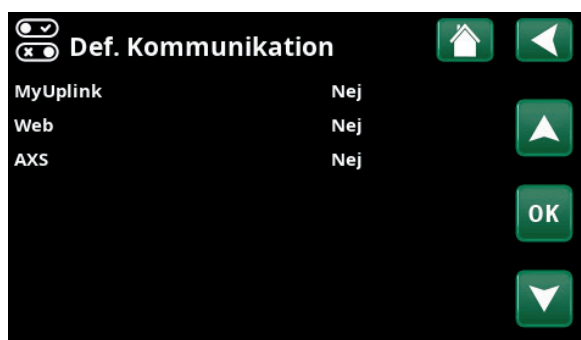 Def. Kommunikation
MyUplink Nej
Web Nej
AXS Nej
OK